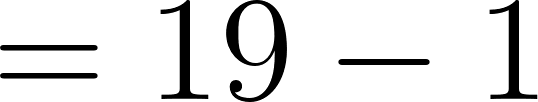 = 19 − 1